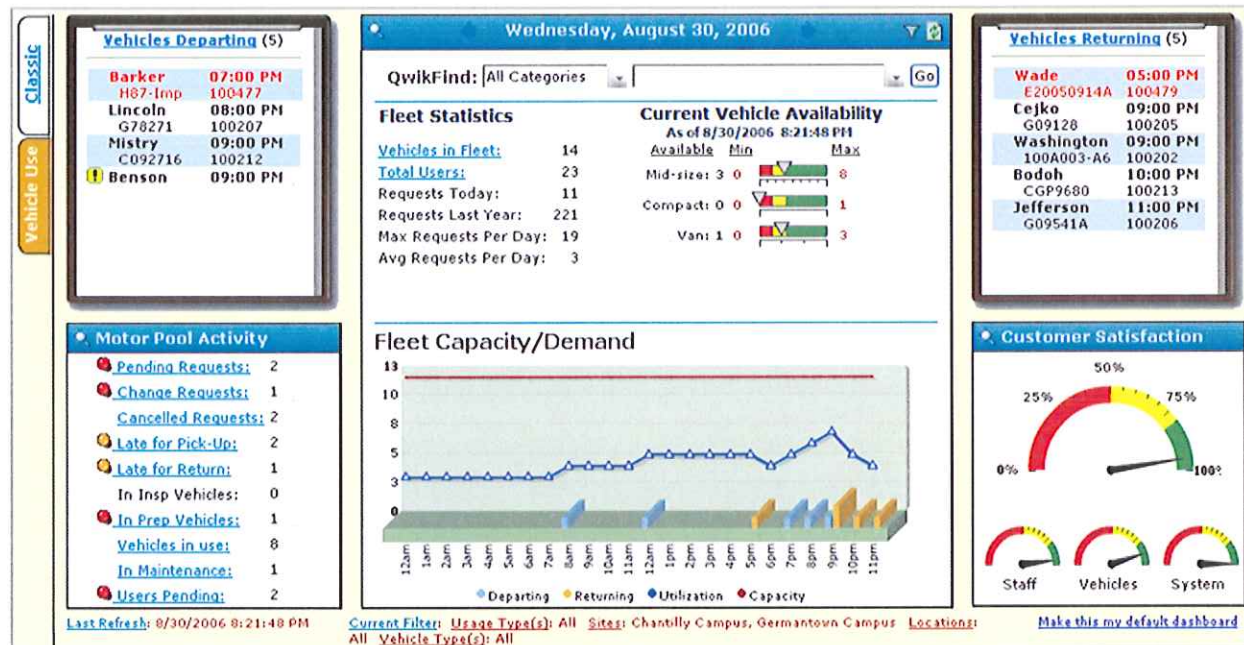 Classic
Vehicle Use
Vehicles Departing (5)
Barker 07:00 PM
H87-Imp 100477
Lincoln 08:00 PM
G78271 100207
Mistry 09:00 PM
C092716 100212
Benson 09:00 PM
Motor Pool Activity
Pending Requests: 2
Change Requests: 1
Cancelled Requests: 2
Late for Pick-Up: 2
Late for Return: 1
In Insp Vehicles: 0
In Prep Vehicles: 1
Vehicles in use: 8
In Maintenance: 1
Users Pending: 2
Last Refresh: 8/30/2006 8:21:48 PM
Wednesday, August 30, 2006
QwikFind: All Categories Go
Fleet Statistics
Vehicles in Fleet: 14
Total Users: 23
Requests Today: 11
Requests Last Year: 221
Max Requests Per Day: 19
Avg Requests Per Day: 3
Current Vehicle Availability
As of 8/30/2006 8:21:48 PM
Available Min Max
Mid-size: 3 0 8
Compact: 0 0 1
Van: 1 0 3
Fleet Capacity/Demand
13
10
8
5
3
0
12am 1am 2am 3am 4am 5am 6am 7am 8am 9am 10am 11am 12pm 1pm 2pm 3pm 4pm 5pm 6pm 7pm 8pm 9pm 10pm 11pm
Departing Returning Utilization Capacity
Current Filter: Usage Type(s): All Sites: Chantilly Campus, Germantown Campus Locations:
All Vehicle Type(s): All
Vehicles Returning (5)
Wade 05:00 PM
E20050914A 100479
Cejko 09:00 PM
G09128 100205
Washington 09:00 PM
100A003-A6 100202
Bodoh 10:00 PM
CGP9680 100213
Jefferson 11:00 PM
G09541A 100206
Customer Satisfaction
0% 25% 50% 75% 100%
Staff Vehicles System
Make this my default dashboard